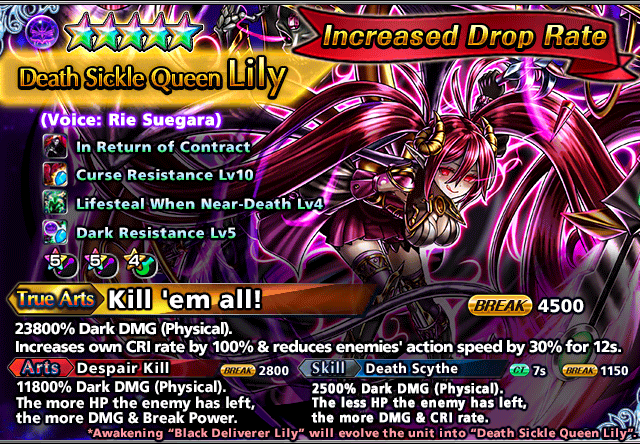 Increased Drop Rate
Death Sickle Queen Lily
(Voice: Rie Suegara)
In Return of Contract
Curse Resistance Lv10
Lifesteal When Near-Death Lv4
Dark Resistance Lv5
5 5 4
True Arts Kill 'em all! BREAK 4500
23800% Dark DMG (Physical).
Increases own CRI rate by 100% & reduces enemies' action speed by 30% for 12s.
Arts Despair Kill BREAK 2800
11800% Dark DMG (Physical).
The more HP the enemy has left,
the more DMG & Break Power.
Skill Death Scythe CT 7s BREAK 1150
2500% Dark DMG (Physical).
The less HP the enemy has left,
the more DMG & CRI rate.
*Awakening "Black Deliverer Lily" will evolve the unit into "Death Sickle Queen Lily".